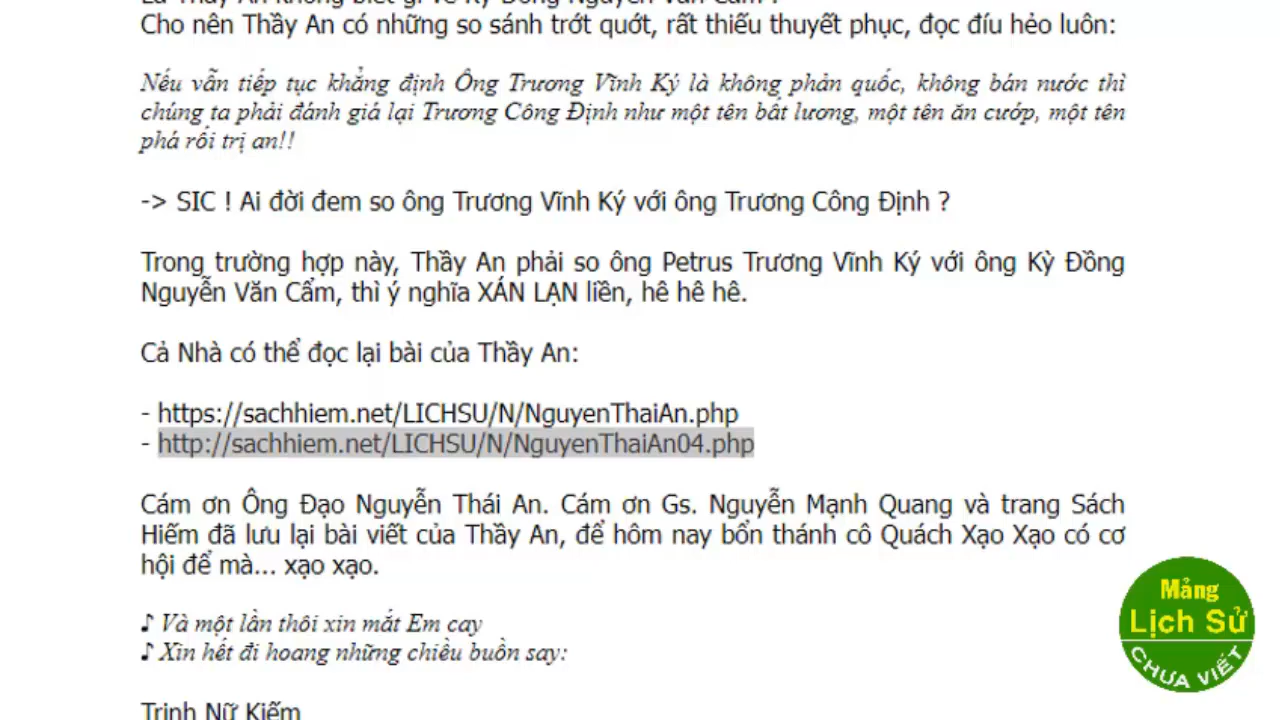 Cho nên Thầy An có những so sánh trớt quớt, rất thiếu thuyết phục, đọc đíu hẻo luôn:
Nếu vẫn tiếp tục khẳng định Ông Trương Vĩnh Ký là không phản quốc, không bán nước thì
chúng ta phải đánh giá lại Trương Công Định như một tên bất lương, một tên ăn cướp, một tên
phá rối trị an!!
-> SIC ! Ai đời đem so ông Trương Vĩnh Ký với ông Trương Công Định ?
Trong trường hợp này, Thầy An phải so ông Petrus Trương Vĩnh Ký với ông Kỳ Đồng
Nguyễn Văn Cẩm, thì ý nghĩa XÁN LẠN liền, hê hê hê.
Cả Nhà có thể đọc lại bài của Thầy An:
- https://sachhiem.net/LICHSU/N/NguyenThaiAn.php
- http://sachhiem.net/LICHSU/N/NguyenThaiAn04.php
Cám ơn Ông Đạo Nguyễn Thái An. Cám ơn Gs. Nguyễn Mạnh Quang và trang Sách
Hiếm đã lưu lại bài viết của Thầy An, để hôm nay bổn thánh cô Quách Xạo Xạo có cơ
hội để mà... xạo xạo.
♪ Và một lần thôi xin mắt Em cay
♪ Xin hết đi hoang những chiều buồn say:
Trinh Nữ Kiếm
Mảng
Lịch Sử
CHƯA VIẾT